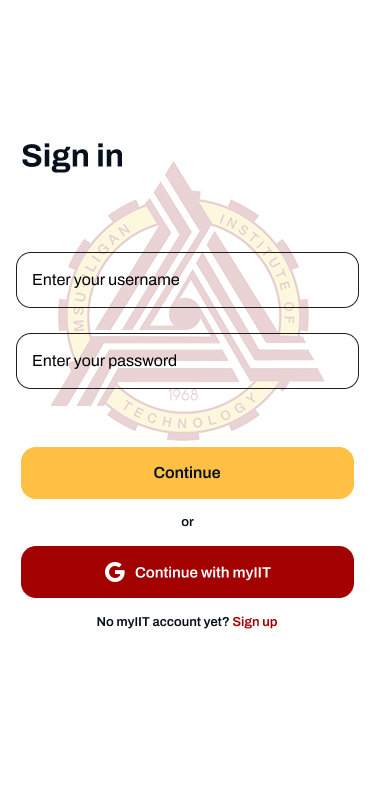 Sign in
MSU-ILIGAN INSTITUTE OF
Enter your username
Enter your password
1968
TECHNOLOGY
Continue
or
Continue with myIIT
No myIIT account yet? Sign up